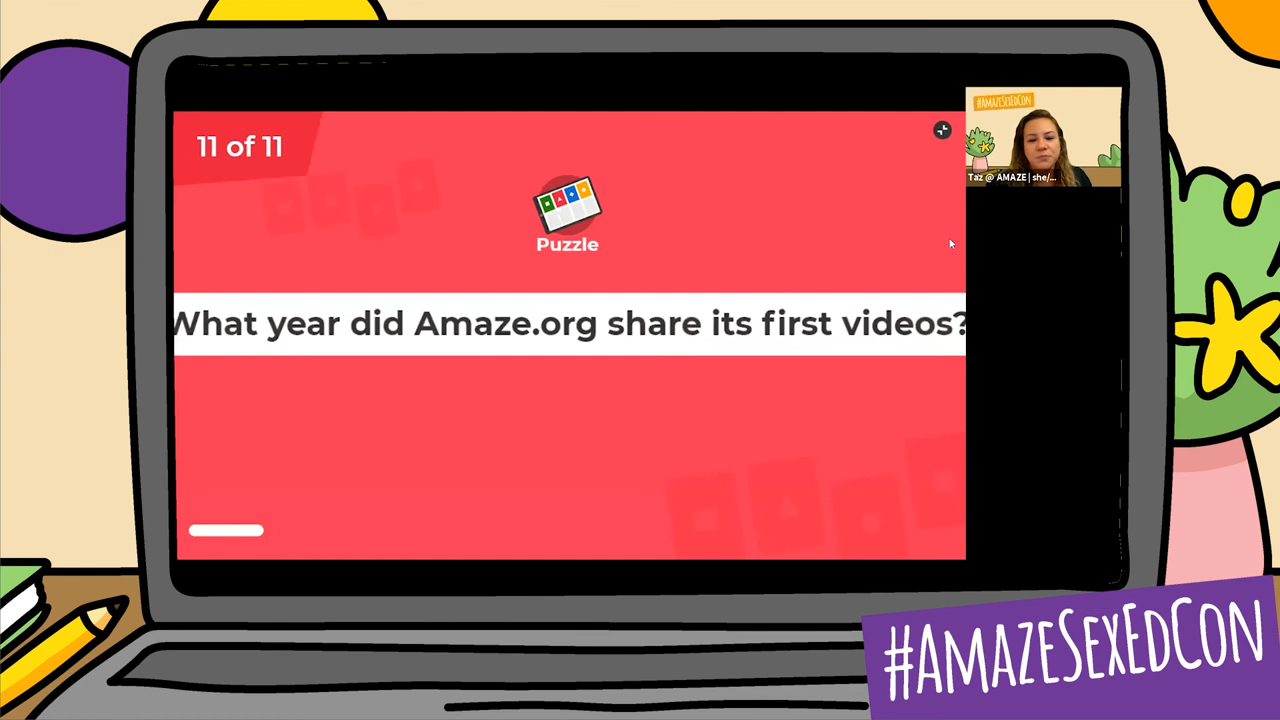 11 of 11
Puzzle
What year did Amaze.org share its first videos?
#AMAZESEXEDCON
Taz @ AMAZE | she/...
#AMAZESEXEDCON